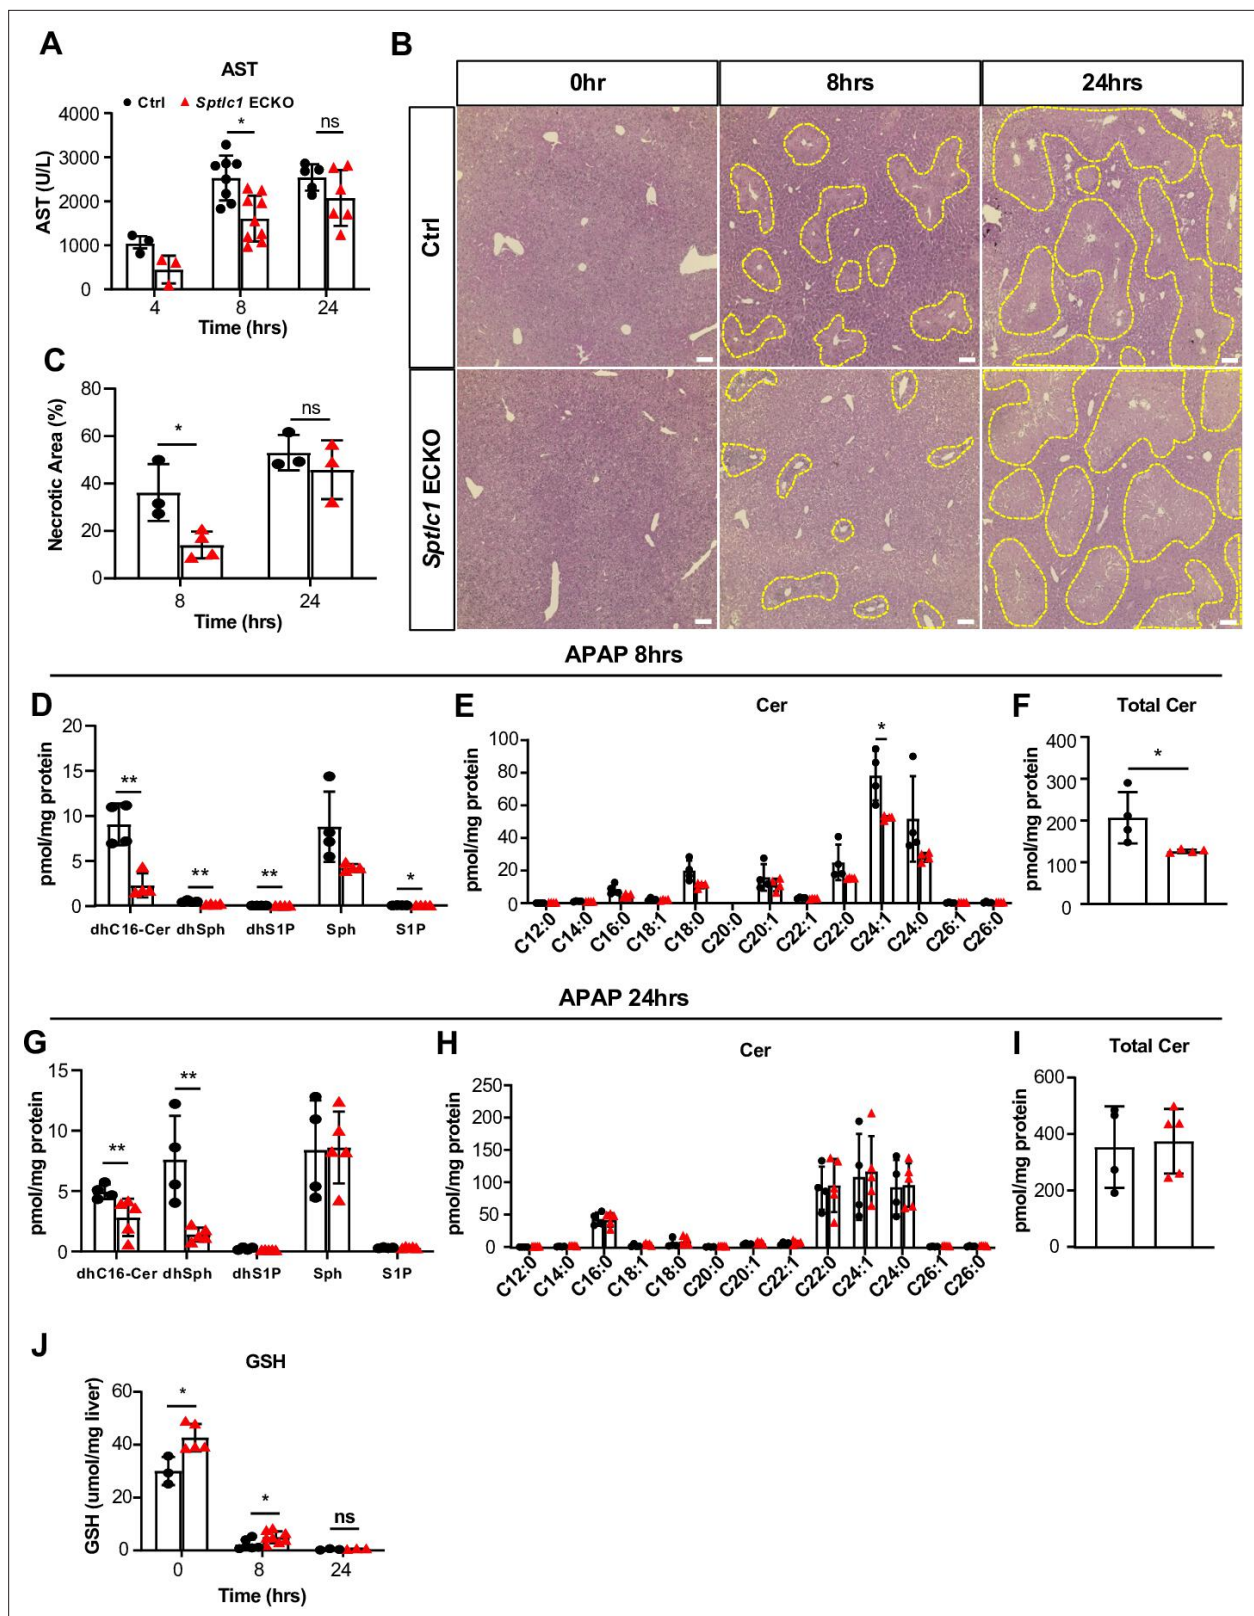 A
AST
Ctrl Sptlc1 ECKO
AST (U/L)
4000
3000
2000
1000
0
* ns
4 8 24
Time (hrs)
B
0hr 8hrs 24hrs
Ctrl
Sptlc1 ECKO
C
Necrotic Area (%)
80
60
40
20
0
* ns
8 24
Time (hrs)
APAP 8hrs
D
pmol/mg protein
20
15
10
5
0
** ** ** *
dhC16-Cer dhSph dhS1P Sph S1P
E
Cer
pmol/mg protein
100
80
60
40
20
0
*
C12:0 C14:0 C16:0 C18:1 C18:0 C20:0 C20:1 C22:1 C22:0 C24:1 C24:0 C26:1 C26:0
F
Total Cer
pmol/mg protein
400
300
200
100
0
*
APAP 24hrs
G
pmol/mg protein
15
10
5
0
** **
dhC16-Cer dhSph dhS1P Sph S1P
H
Cer
pmol/mg protein
250
200
150
100
50
0
C12:0 C14:0 C16:0 C18:1 C18:0 C20:0 C20:1 C22:1 C22:0 C24:1 C24:0 C26:1 C26:0
I
Total Cer
pmol/mg protein
600
400
200
0
J
GSH
GSH (umol/mg liver)
60
40
20
0
* * ns
0 8 24
Time (hrs)